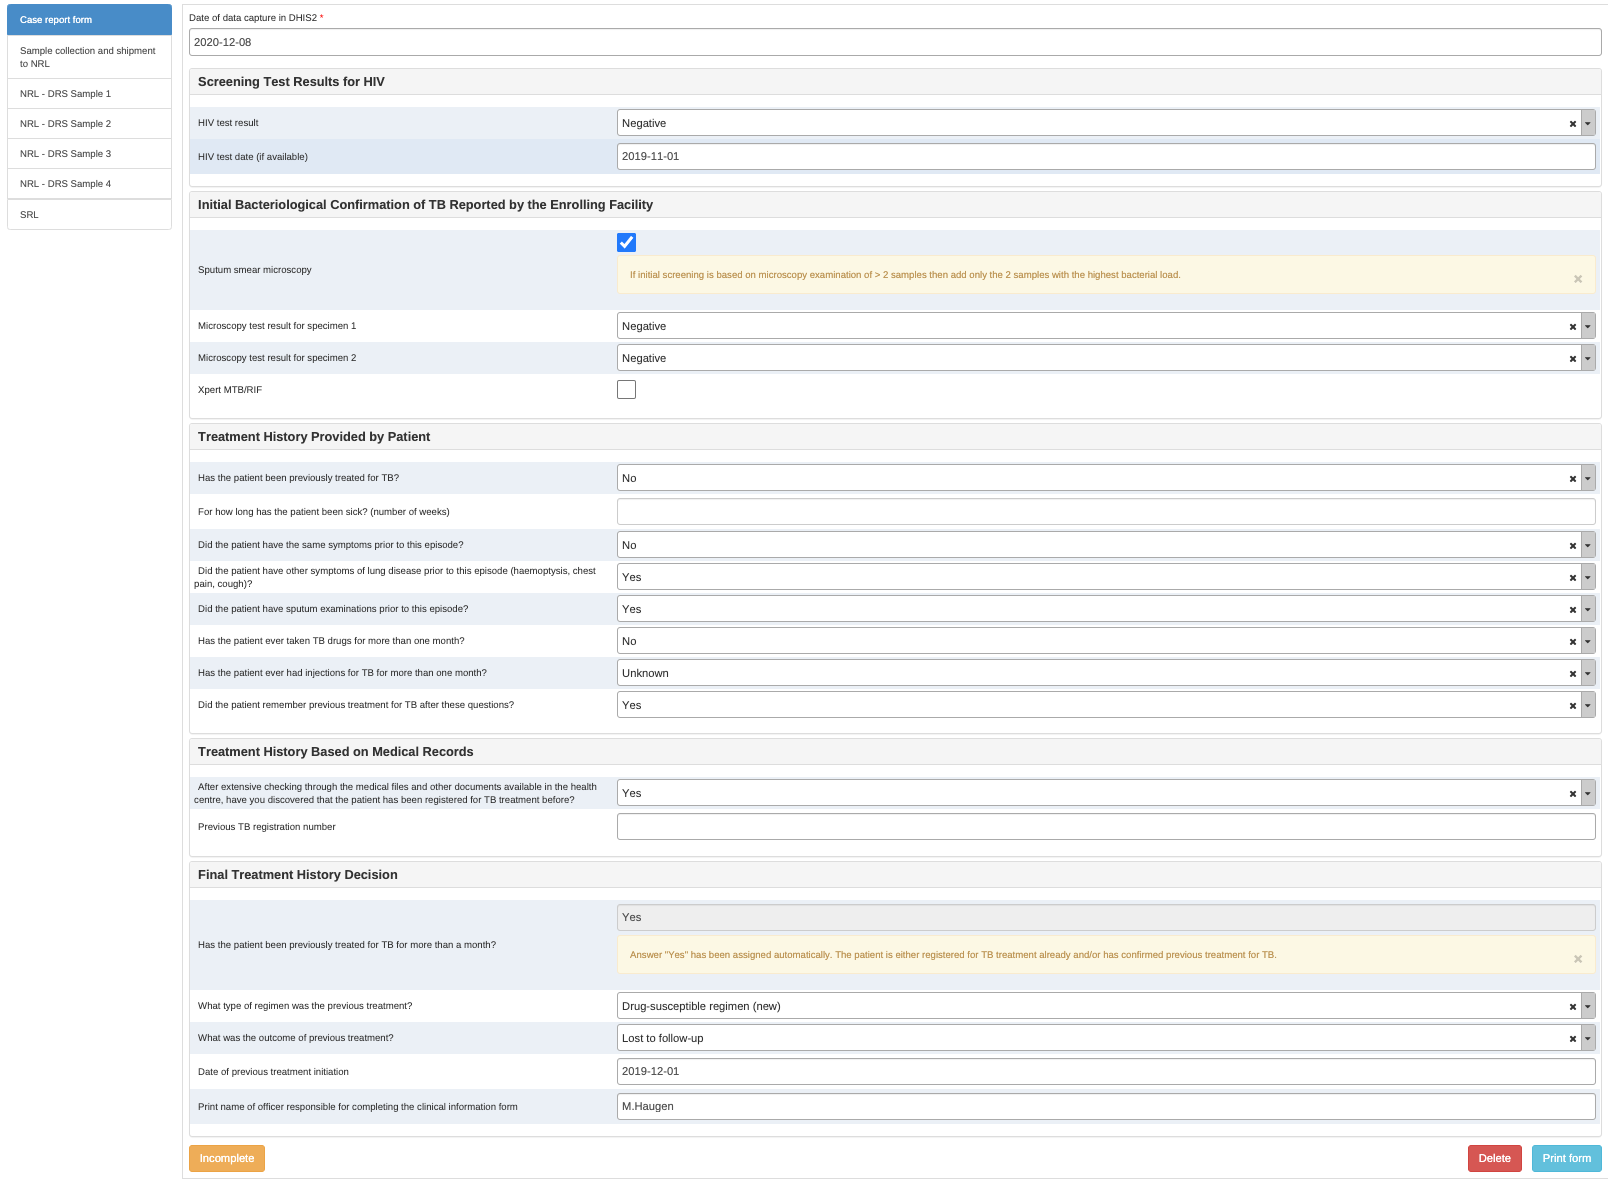 Case report form
Sample collection and shipment
to NRL
NRL - DRS Sample 1
NRL - DRS Sample 2
NRL - DRS Sample 3
NRL - DRS Sample 4
SRL
Date of data capture in DHIS2 *
2020-12-08
Screening Test Results for HIV
HIV test result
Negative
HIV test date (if available)
2019-11-01
Initial Bacteriological Confirmation of TB Reported by the Enrolling Facility
Sputum smear microscopy
If initial screening is based on microscopy examination of > 2 samples then add only the 2 samples with the highest bacterial load.
Microscopy test result for specimen 1
Negative
Microscopy test result for specimen 2
Negative
Xpert MTB/RIF
Treatment History Provided by Patient
Has the patient been previously treated for TB?
No
For how long has the patient been sick? (number of weeks)
Did the patient have the same symptoms prior to this episode?
No
Did the patient have other symptoms of lung disease prior to this episode (haemoptysis, chest
pain, cough)?
Yes
Did the patient have sputum examinations prior to this episode?
Yes
Has the patient ever taken TB drugs for more than one month?
No
Has the patient ever had injections for TB for more than one month?
Unknown
Did the patient remember previous treatment for TB after these questions?
Yes
Treatment History Based on Medical Records
After extensive checking through the medical files and other documents available in the health
centre, have you discovered that the patient has been registered for TB treatment before?
Yes
Previous TB registration number
Final Treatment History Decision
Has the patient been previously treated for TB for more than a month?
Yes
Answer "Yes" has been assigned automatically. The patient is either registered for TB treatment already and/or has confirmed previous treatment for TB.
What type of regimen was the previous treatment?
Drug-susceptible regimen (new)
What was the outcome of previous treatment?
Lost to follow-up
Date of previous treatment initiation
2019-12-01
Print name of officer responsible for completing the clinical information form
M.Haugen
Incomplete
Delete
Print form